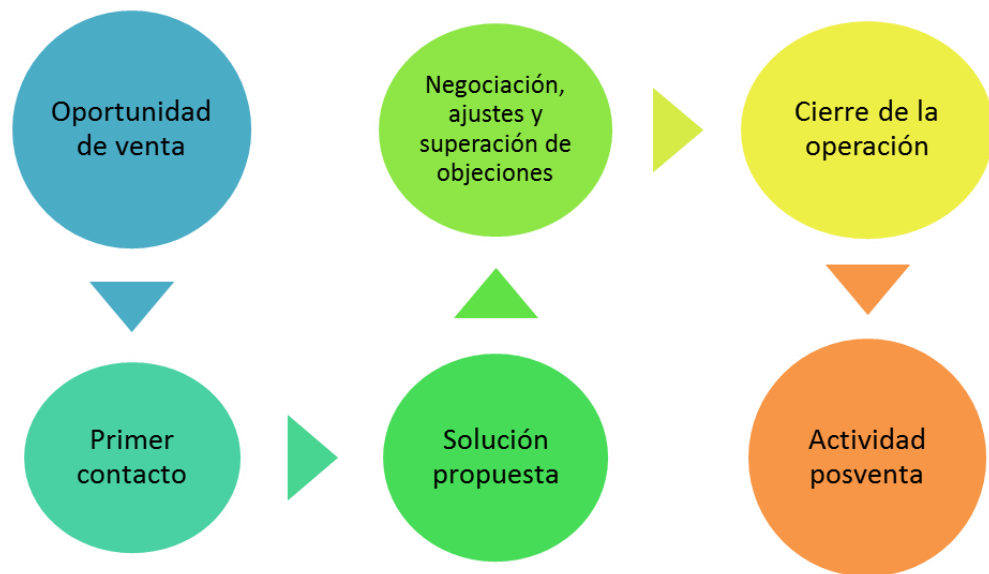 Oportunidad
de venta
Primer
contacto
Solución
propuesta
Negociación,
ajustes y
superación de
objeciones
Cierre de la
operación
Actividad
posventa